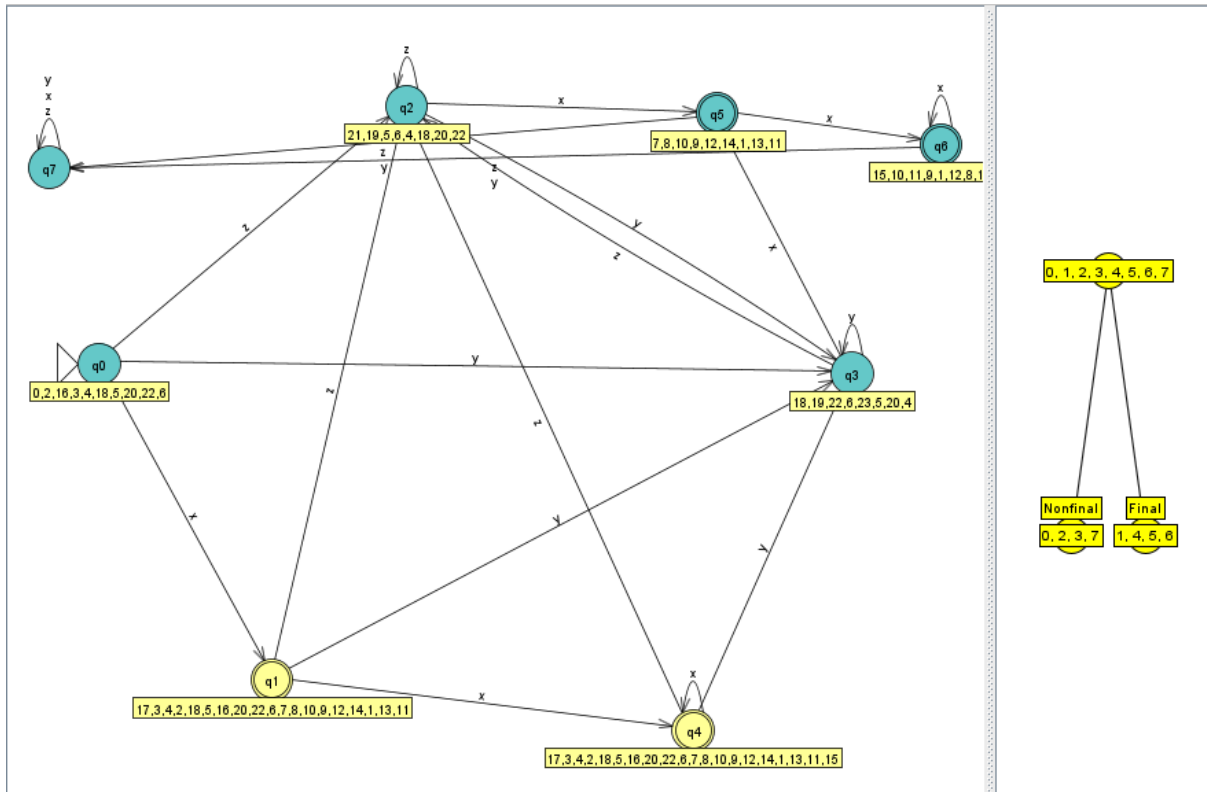 z
y
x
z
q2
x
q5
21,19,5,6,4,18,20,22
7,8,10,9,12,14,1,13,11
x
x
q6
q7
z
y
z
y
15,10,11,9,1,12,8,1
z
y
z
x
y
y
q0
0,2,16,3,4,18,5,20,22,6
q3
18,19,22,6,23,5,20,4
z
z
x
y
y
q1
17,3,4,2,18,5,16,20,22,6,7,8,10,9,12,14,1,13,11
x
x
q4
17,3,4,2,18,5,16,20,22,6,7,8,10,9,12,14,1,13,11,15
0, 1, 2, 3, 4, 5, 6, 7
Nonfinal Final
0, 2, 3, 7 1, 4, 5, 6